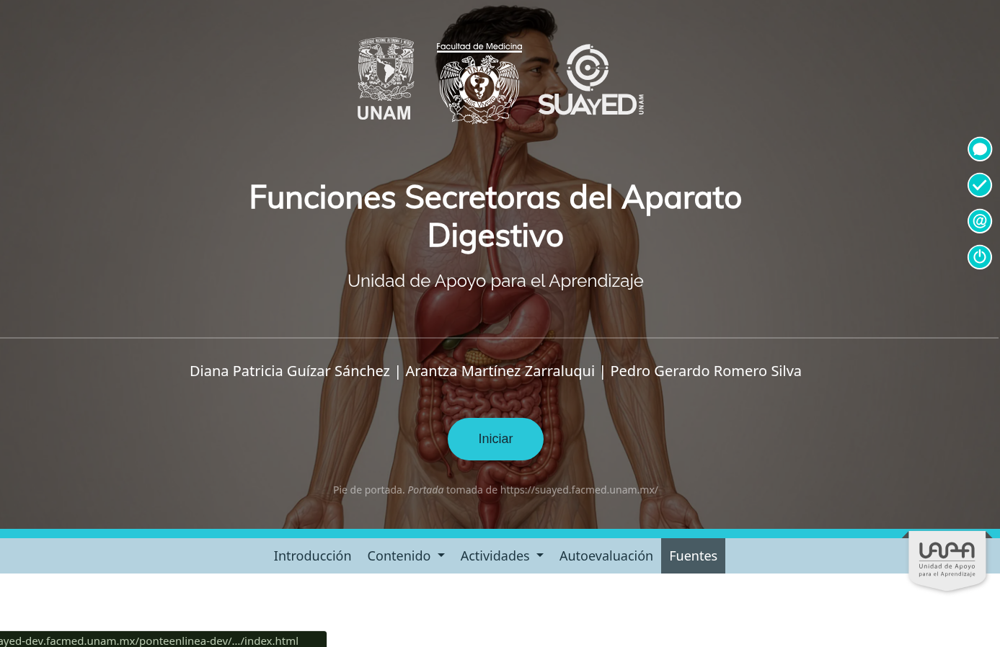 UNAM
Facultad de Medicina
UNAM
Aliis Vivere
SUAyED UNAM
Funciones Secretoras del Aparato
Digestivo
Unidad de Apoyo para el Aprendizaje
Diana Patricia Guízar Sánchez | Arantza Martínez Zarraluqui | Pedro Gerardo Romero Silva
Iniciar
Pie de portada. Portada tomada de https://suayed.facmed.unam.mx/
Introducción Contenido Actividades Autoevaluación Fuentes
UAPA
Unidad de Apoyo
para el Aprendizaje
ayed-dev.facmed.unam.mx/ponteenlinea-dev/.../index.html